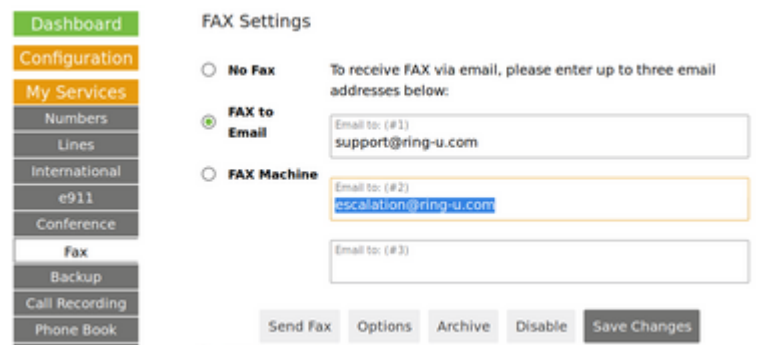 Dashboard
Configuration
My Services
Numbers
Lines
International
e911
Conference
Fax
Backup
Call Recording
Phone Book
FAX Settings
No Fax
FAX to
Email
FAX Machine
To receive FAX via email, please enter up to three email
addresses below:
Email to: (#1)
support@ring-u.com
Email to: (#2)
escalation@ring-u.com
Email to: (#3)
Send Fax
Options
Archive
Disable
Save Changes